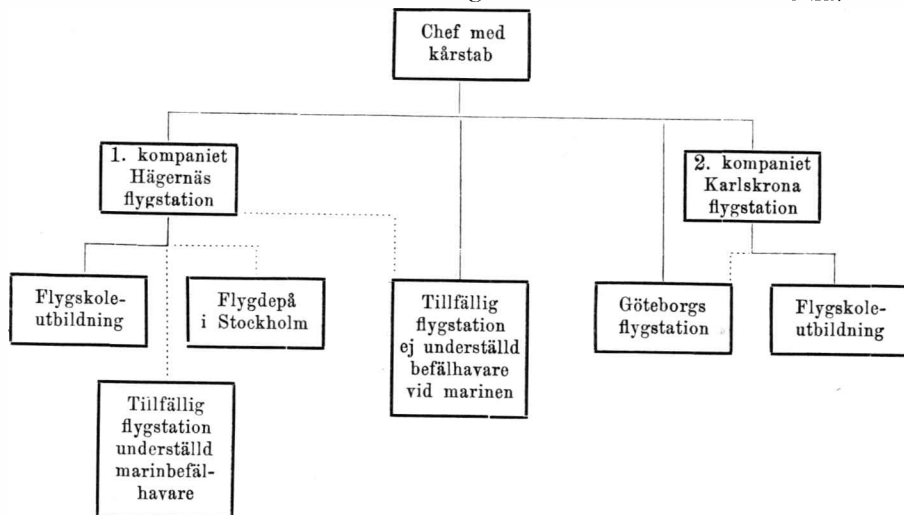 Chef med
kårstab
1. kompaniet
Hägernäs
flygstation
2. kompaniet
Karlskrona
flygstation
Flygskole-
utbildning
Flygdepå
i Stockholm
Tillfällig
flygstation
ej underställd
befälhavare
vid marinen
Göteborgs
flygstation
Flygskole-
utbildning
Tillfällig
flygstation
underställd
marinbefäl-
havare